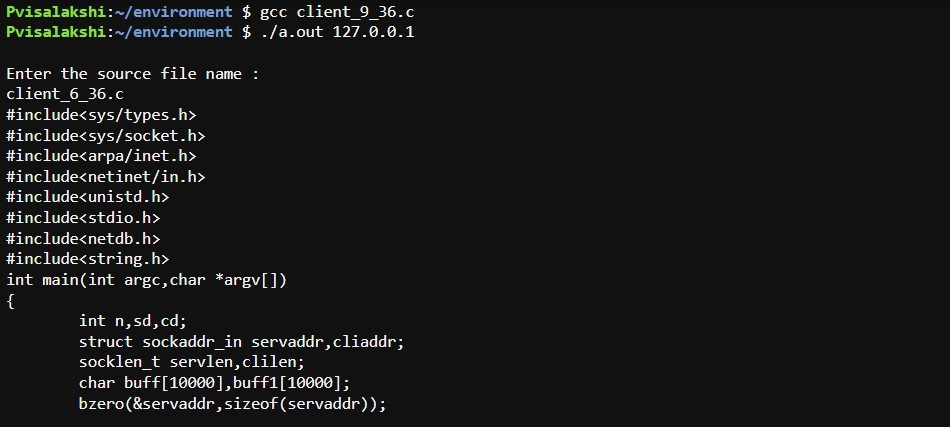 Pvisalakshi:~/environment $ gcc client_9_36.c
Pvisalakshi:~/environment $ ./a.out 127.0.0.1
Enter the source file name :
client_6_36.c
#include<sys/types.h>
#include<sys/socket.h>
#include<arpa/inet.h>
#include<netinet/in.h>
#include<unistd.h>
#include<stdio.h>
#include<netdb.h>
#include<string.h>
int main(int argc,char *argv[])
{
int n,sd,cd;
struct sockaddr_in servaddr,cliaddr;
socklen_t servlen,clilen;
char buff[10000],buff1[10000];
bzero(&servaddr,sizeof(servaddr));